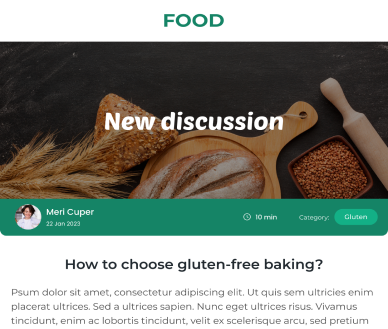 FOOD
New discussion
Meri Cuper
22 Jan 2023
10 min
Category:
Gluten
How to choose gluten-free baking?
Psum dolor sit amet, consectetur adipiscing elit. Ut quis sem ultricies enim
placerat ultrices. Sed a ultrices sapien. Nunc eget ultrices risus. Vivamus
tincidunt, enim ac lobortis tincidunt, velit ex scelerisque arcu, sed pretium